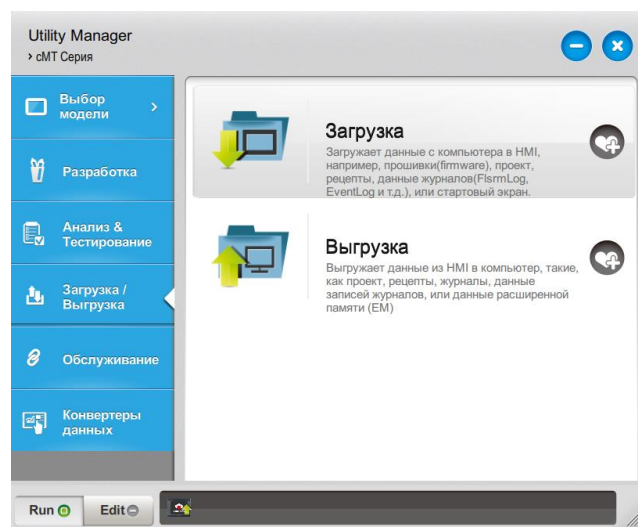 Utility Manager
› cMT Серия
Выбор
модели >
Разработка
Анализ &
Тестирование
Загрузка /
Выгрузка
Обслуживание
Конвертеры
данных
Загрузка
Загружает данные с компьютера в HMI,
например, прошивки(firmware), проект,
рецепты, данные журналов(FlsrmLog,
EventLog и т.д.), или стартовый экран.
Выгрузка
Выгружает данные из HMI в компьютер, такие,
как проект, рецепты, журналы, данные
записей журналов, или данные расширенной
памяти (EM)
Run
Edit